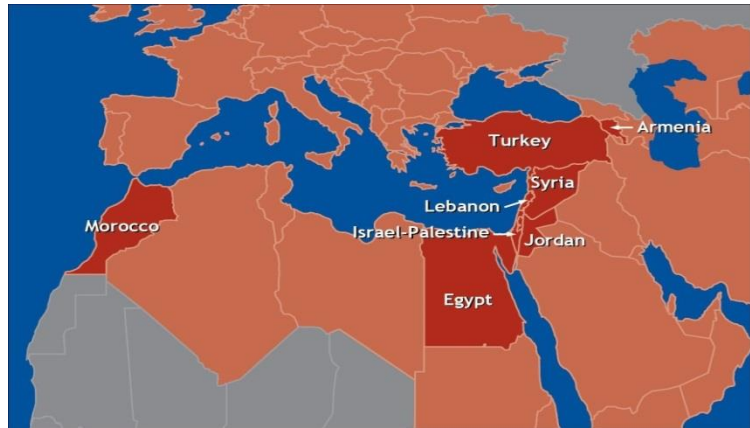 Armenia
Turkey
Syria
Lebanon
Morocco
Israel-Palestine
Jordan
Egypt